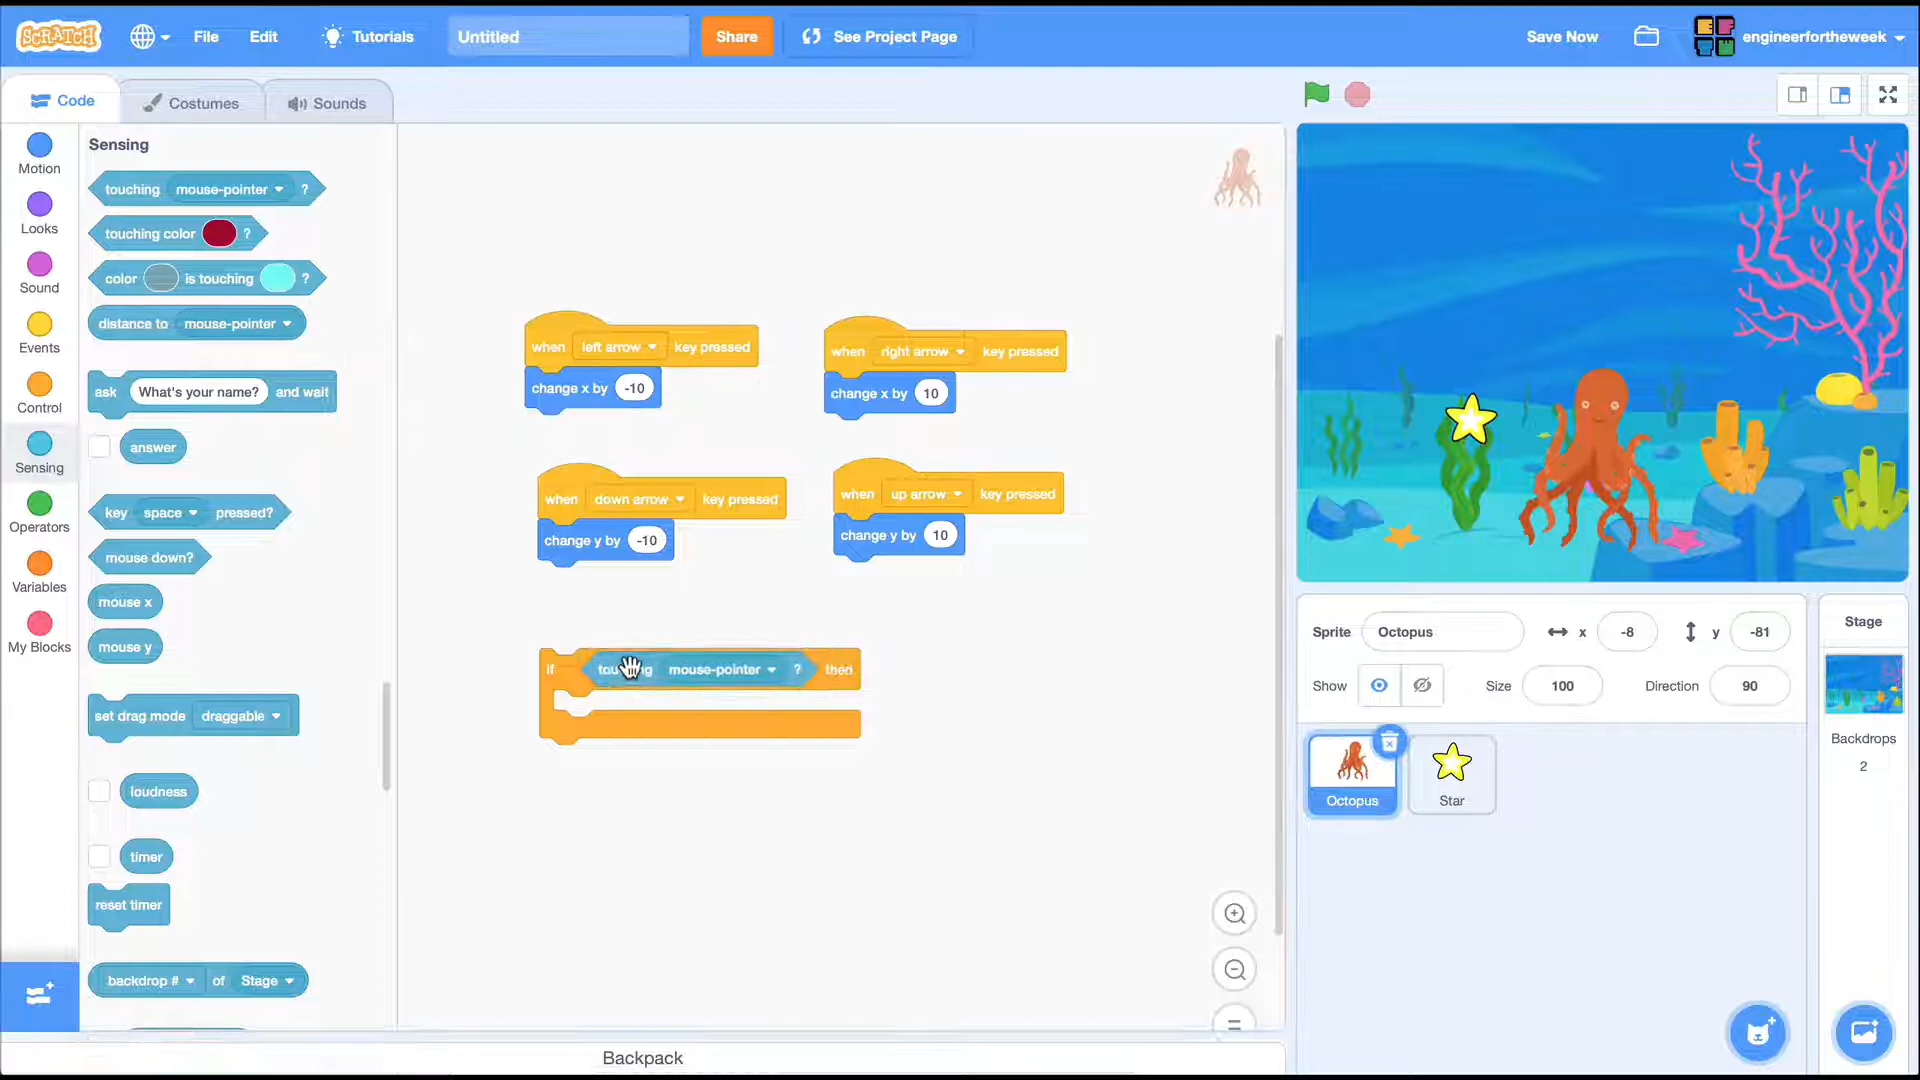 SCRATCH
File
Edit
Tutorials
Untitled
Share
See Project Page
Save Now
engineerfortheweek
Code
Costumes
Sounds
Motion
Looks
Sound
Events
Control
Sensing
Operators
Variables
My Blocks
Sensing
touching mouse-pointer ?
touching color ?
color is touching ?
distance to mouse-pointer
ask What's your name? and wait
answer
key space pressed?
mouse down?
mouse x
mouse y
set drag mode draggable
loudness
timer
reset timer
backdrop # of Stage
when left arrow key pressed
change x by -10
when right arrow key pressed
change x by 10
when down arrow key pressed
change y by -10
when up arrow key pressed
change y by 10
if touching mouse-pointer ? then
Backpack
Sprite Octopus x -8 y -81
Show Size 100 Direction 90
Octopus
Star
Stage
Backdrops
2